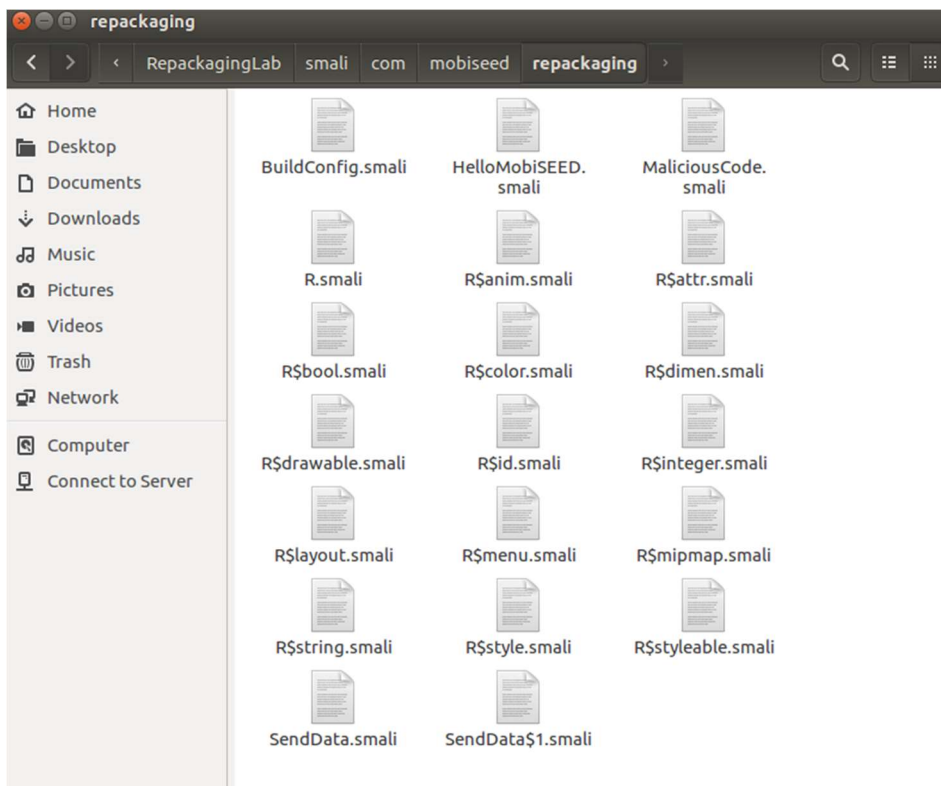 repackaging
RepackagingLab smali com mobiseed repackaging
Home
Desktop
Documents
Downloads
Music
Pictures
Videos
Trash
Network
Computer
Connect to Server
BuildConfig.smali
HelloMobiSEED.
smali
MaliciousCode.
smali
R.smali
R$anim.smali
R$attr.smali
R$bool.smali
R$color.smali
R$dimen.smali
R$drawable.smali
R$id.smali
R$integer.smali
R$layout.smali
R$menu.smali
R$mipmap.smali
R$string.smali
R$style.smali
R$styleable.smali
SendData.smali
SendData$1.smali